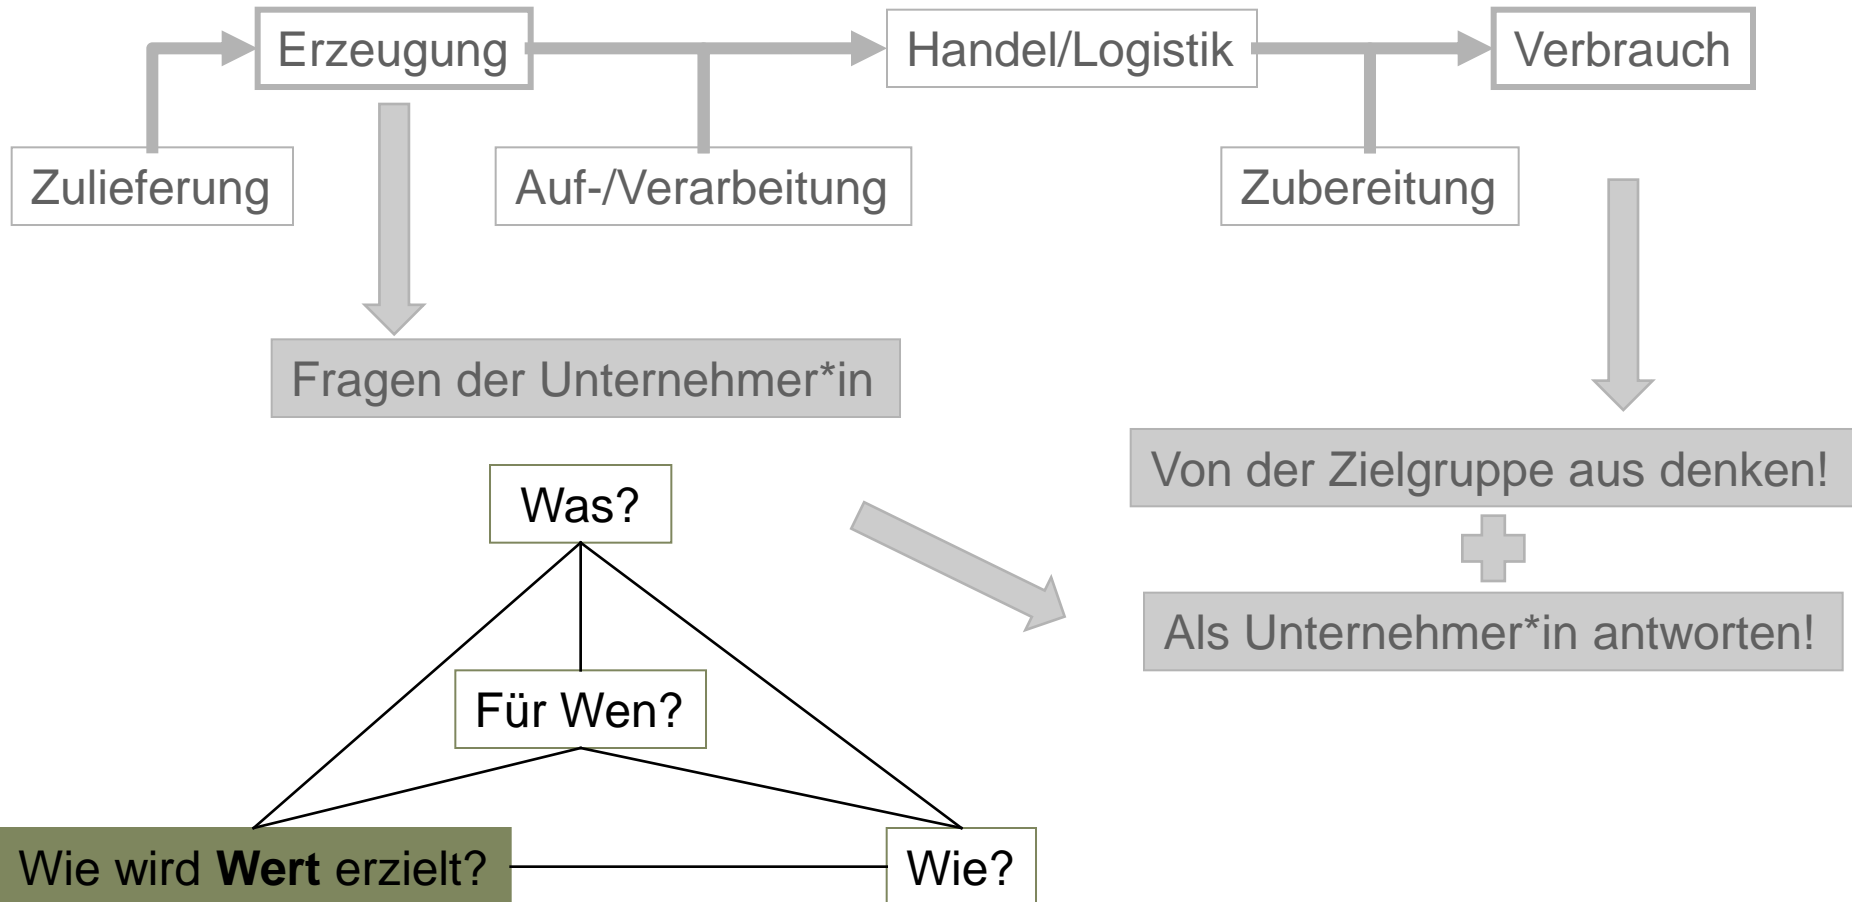 Erzeugung
Handel/Logistik
Verbrauch
Zulieferung
Auf-/Verarbeitung
Zubereitung
Fragen der Unternehmer*in
Von der Zielgruppe aus denken!
Was?
Als Unternehmer*in antworten!
Für Wen?
Wie wird Wert erzielt?
Wie?